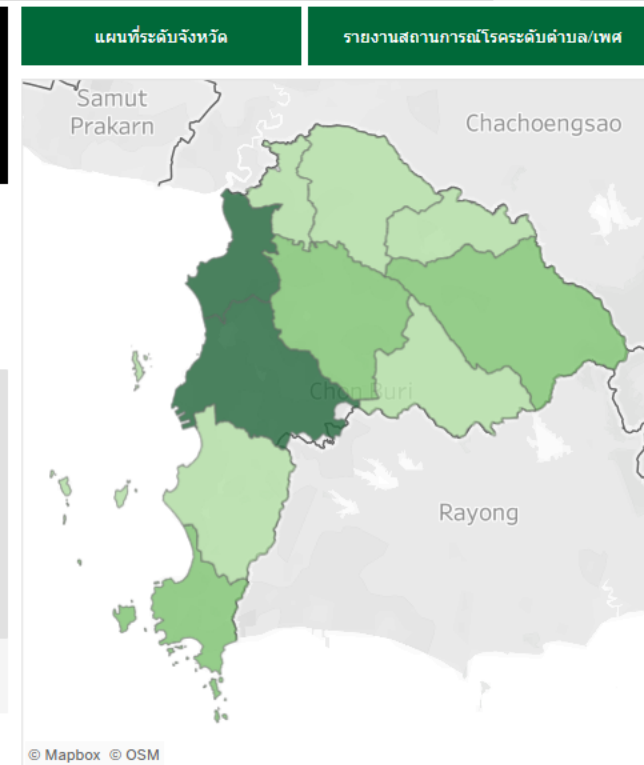 แผนที่ระดับจังหวัด
รายงานสถานการณ์โรคระดับตำบล/เพศ
Samut
Prakarn
Chachoengsao
Chon Buri
Rayong
© Mapbox © OSM